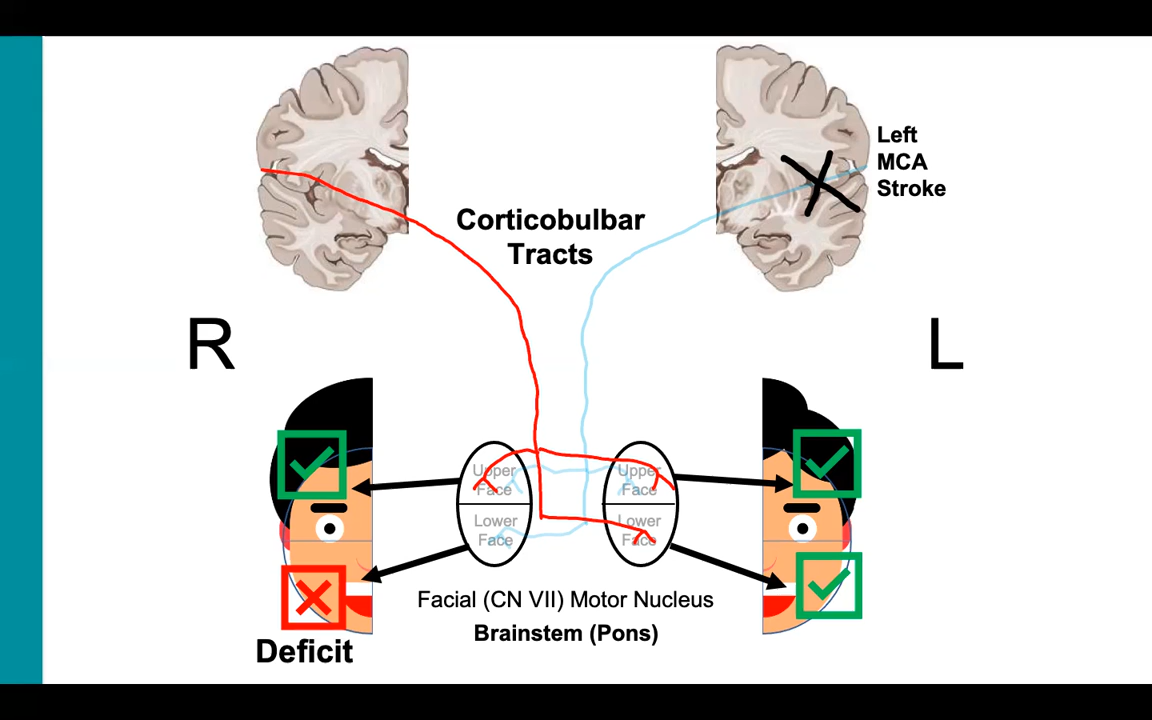 Left
MCA
Stroke
Corticobulbar
Tracts
R
L
Upper
Face
Lower
Face
Upper
Face
Lower
Face
Facial (CN VII) Motor Nucleus
Brainstem (Pons)
Deficit